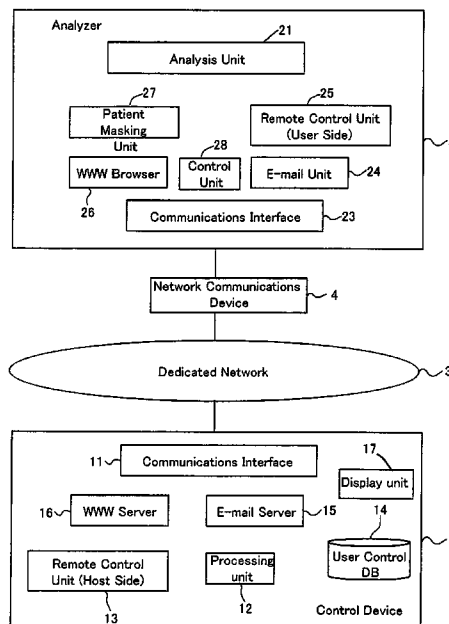 Analyzer
21
Analysis Unit
27
Patient
Masking
Unit
25
Remote Control Unit
(User Side)
28
WWW Browser
Control
Unit
E-mail Unit
24
26
Communications Interface
23
Network Communications
Device
4
Dedicated Network
3
11
Communications Interface
17
Display unit
16
WWW Server
E-mail Server
15
14
User Control
DB
Remote Control
Unit (Host Side)
Processing
unit
13
12
Control Device